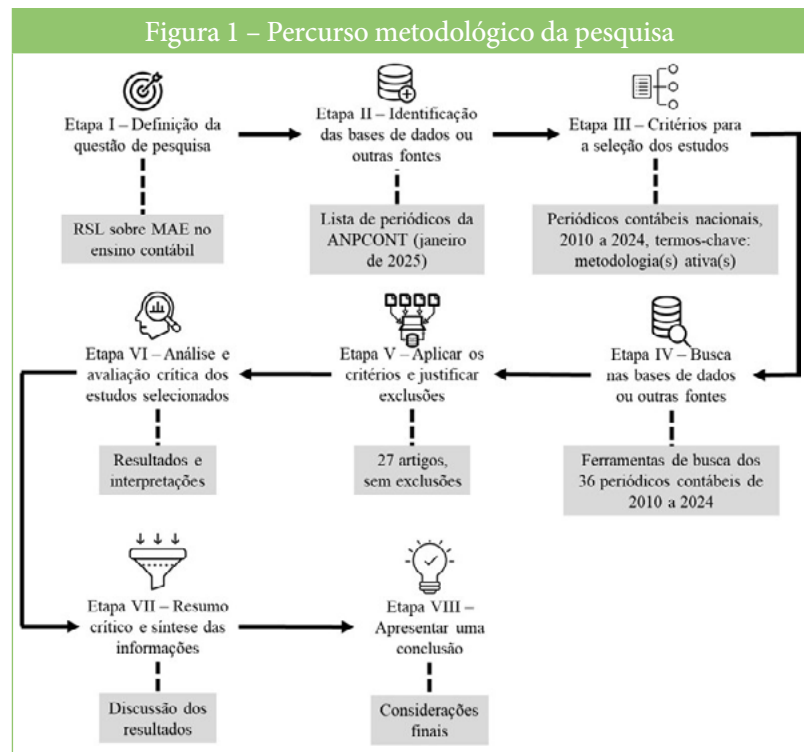 Figura 1 – Percurso metodológico da pesquisa
Etapa I – Definição da
questão de pesquisa
RSL sobre MAE no
ensino contábil
Etapa II – Identificação
das bases de dados ou
outras fontes
Lista de periódicos da
ANPCONT (janeiro
de 2025)
Etapa III – Critérios para
a seleção dos estudos
Periódicos contábeis nacionais,
2010 a 2024, termos-chave:
metodologia(s) ativa(s)
Etapa IV – Busca
nas bases de dados
ou outras fontes
Ferramentas de busca dos
36 periódicos contábeis de
2010 a 2024
Etapa V – Aplicar os
critérios e justificar
exclusões
27 artigos,
sem exclusões
Etapa VI – Análise e
avaliação crítica dos
estudos selecionados
Resultados e
interpretações
Etapa VII – Resumo
crítico e síntese das
informações
Discussão dos
resultados
Etapa VIII –
Apresentar uma
conclusão
Considerações
finais